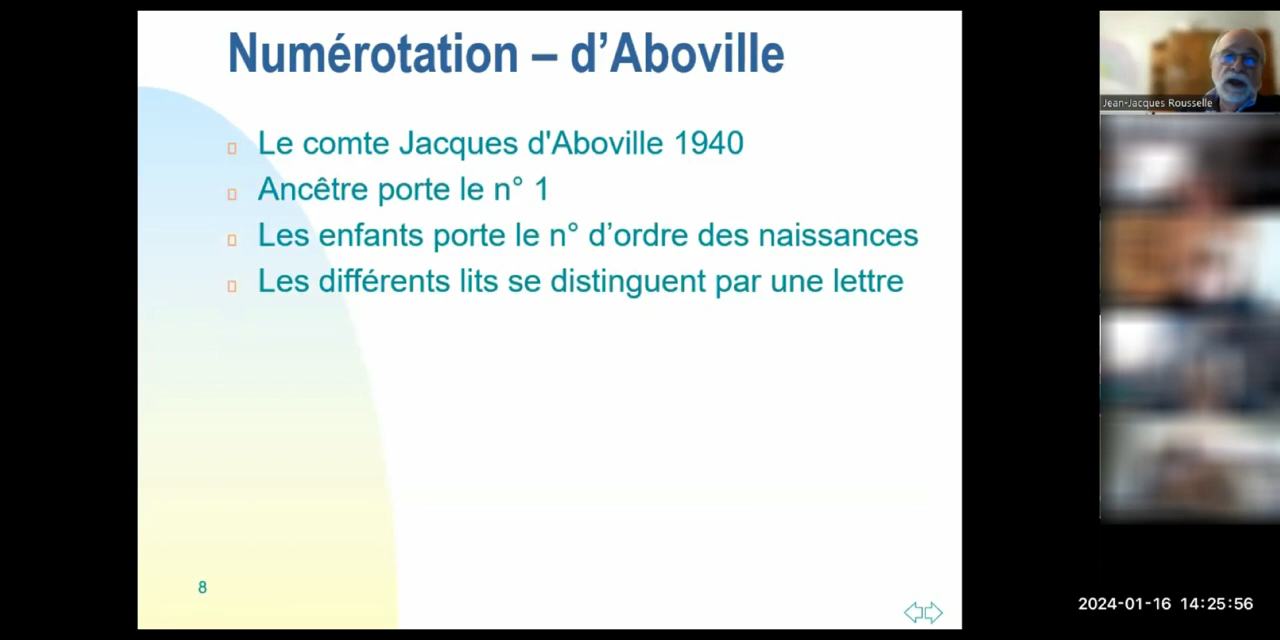 Numérotation – d’Aboville
Le comte Jacques d'Aboville 1940
Ancêtre porte le n° 1
Les enfants porte le n° d’ordre des naissances
Les différents lits se distinguent par une lettre
8
Jean-Jacques Rousselle
2024-01-16 14:25:56